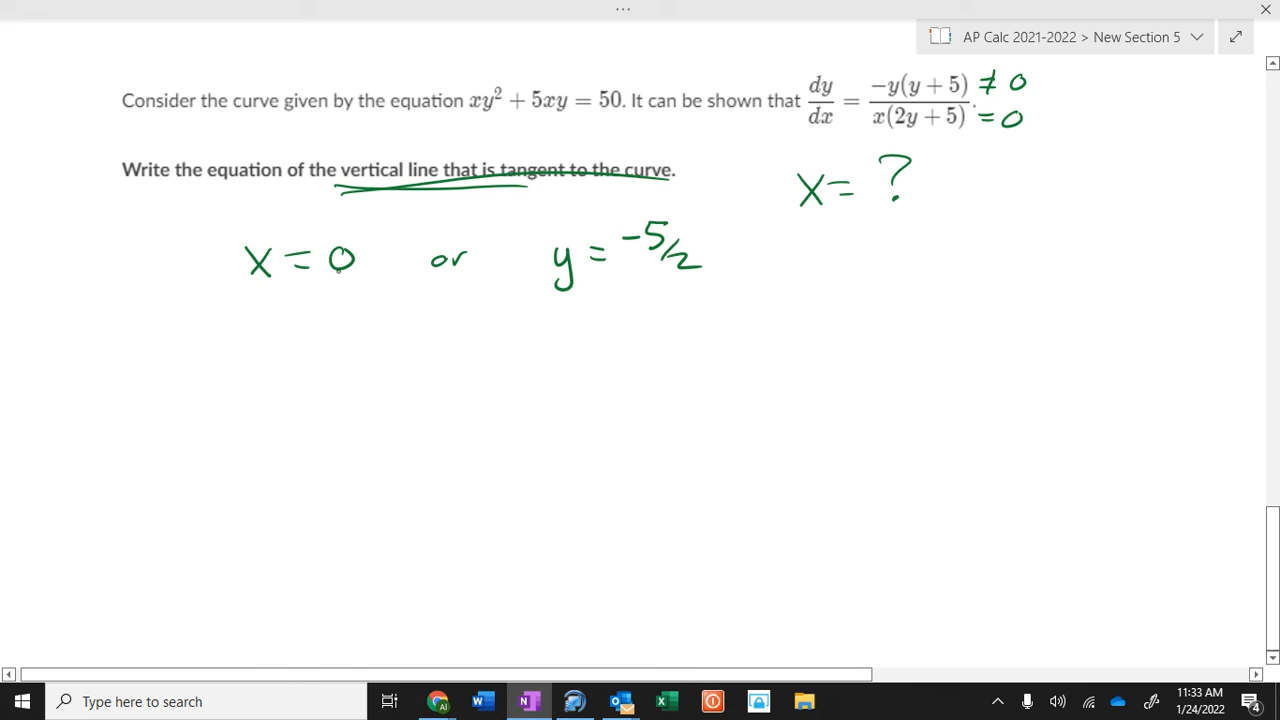 ...
AP Calc 2021-2022 > New Section 5
Consider the curve given by the equation xy² + 5xy = 50. It can be shown that dy/dx = -y(y + 5)/x(2y + 5). ≠ 0 = 0
Write the equation of the vertical line that is tangent to the curve.
x = ?
x = 0 or y = -5/2
Type here to search
11:33 AM
1/24/2022
4